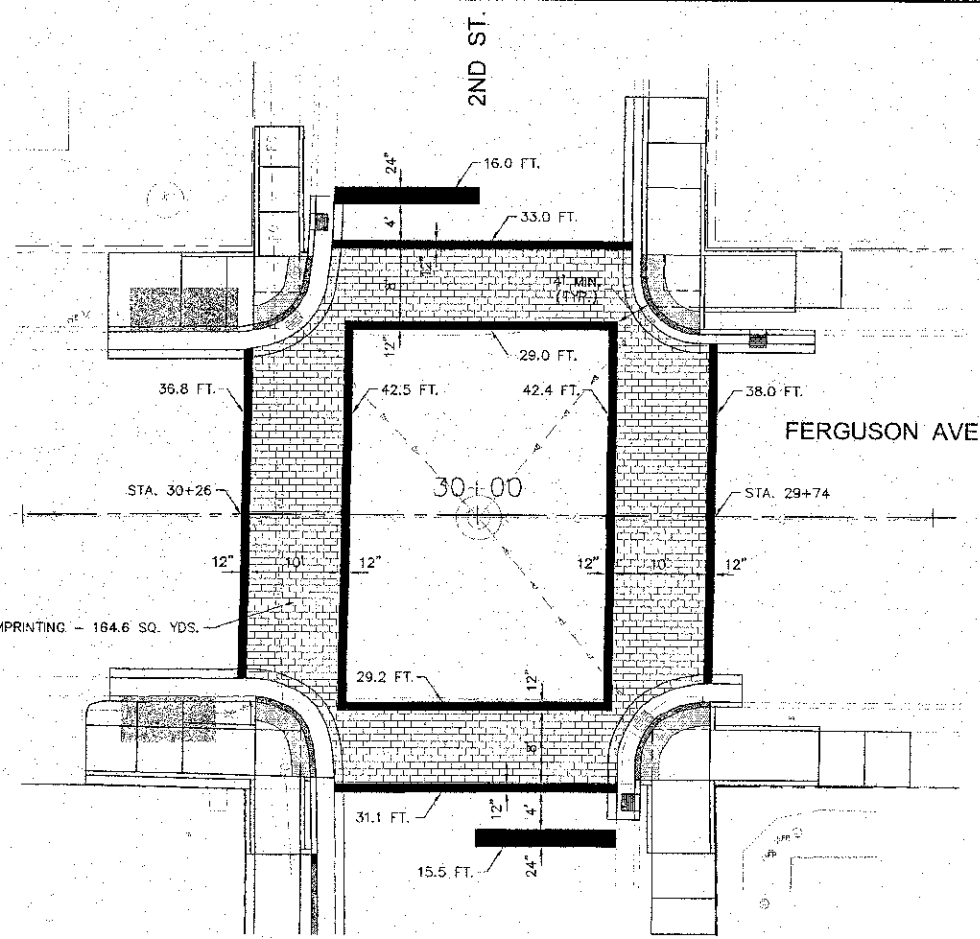 2ND ST.
24"
16.0 FT.
4'
33.0 FT.
12"
8'
4' MIN.
(TYP.)
12"
29.0 FT.
36.8 FT.
42.5 FT.
42.4 FT.
38.0 FT.
FERGUSON AVE
30+00
STA. 30+26
STA. 29+74
12"
10'
12"
12"
10'
12"
MPRINTING - 164.6 SQ. YDS.
29.2 FT.
12"
8'
31.1 FT.
12"
4'
15.5 FT.
24"